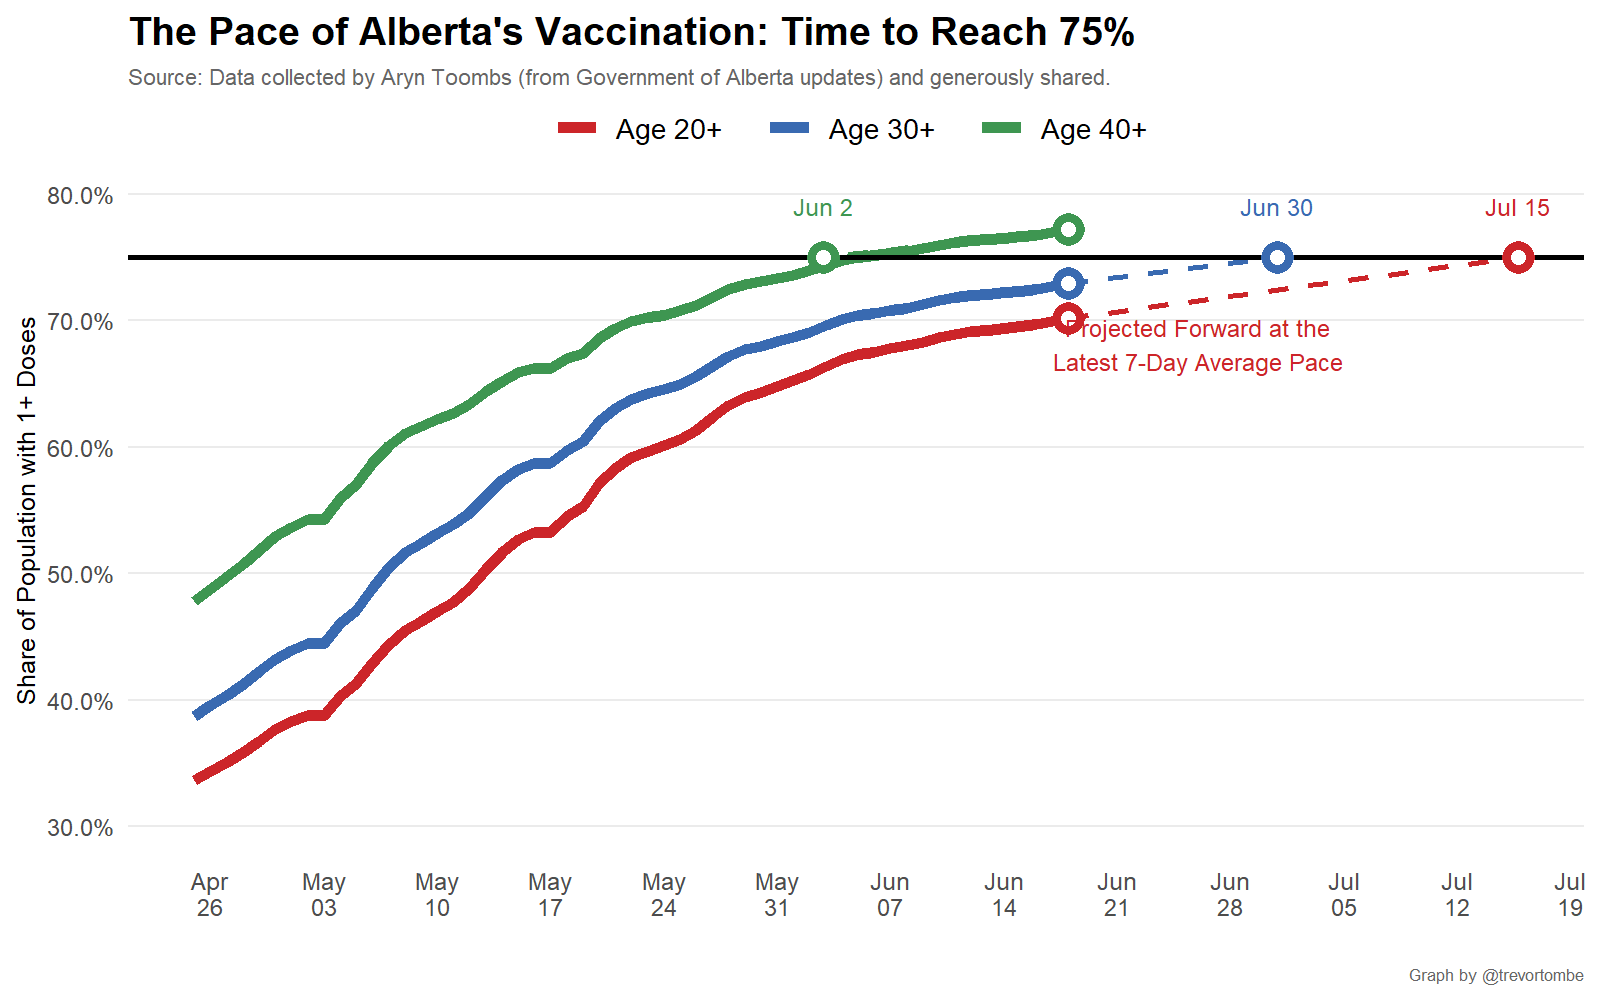 The Pace of Alberta's Vaccination: Time to Reach 75%
Source: Data collected by Aryn Toombs (from Government of Alberta updates) and generously shared.
Age 20+ Age 30+ Age 40+
80.0%
70.0%
60.0%
50.0%
40.0%
30.0%
Share of Population with 1+ Doses
Jun 2
Jun 30
Jul 15
Projected Forward at the
Latest 7-Day Average Pace
Apr May May May May May Jun Jun Jun Jun Jul Jul Jul
26 03 10 17 24 31 07 14 21 28 05 12 19
Graph by @trevortombe